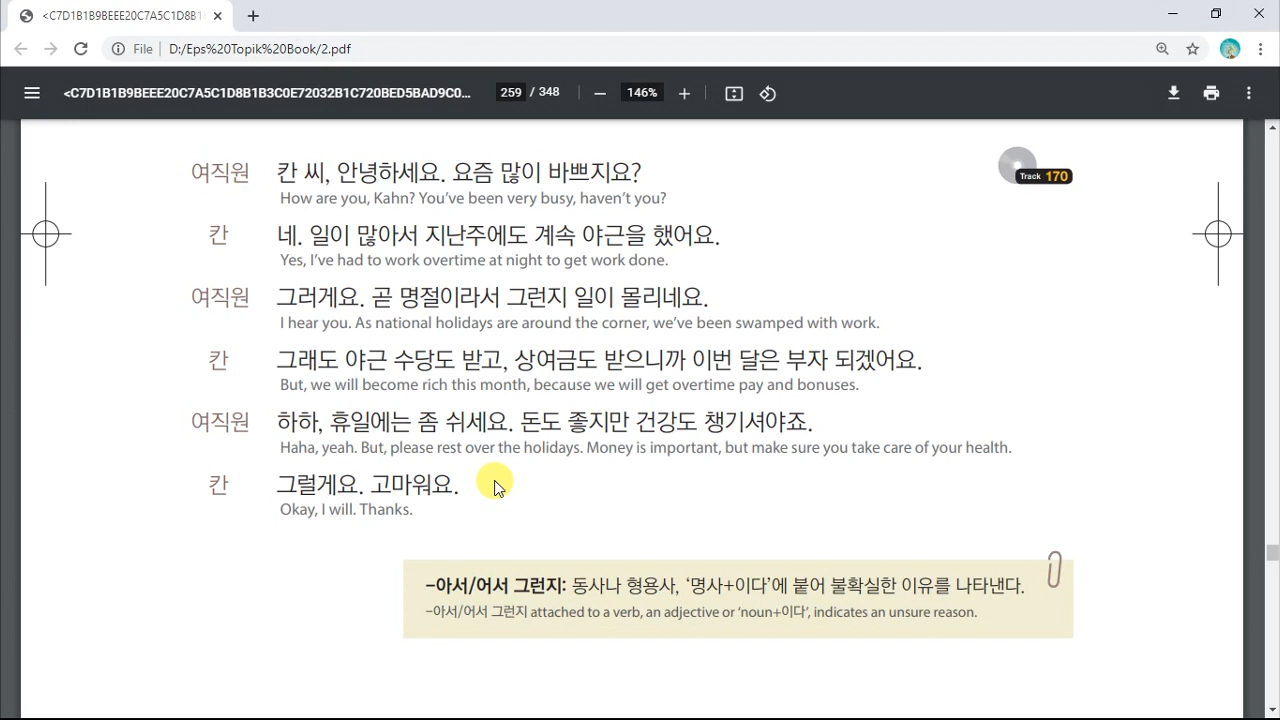 <C7D1B1B9BEEE20C7A5C1D8B1
File
D:/Eps%20Topik%20Book/2.pdf
<C7D1B1B9BEEE20C7A5C1D8B1B3C0E72032B1C720BED5BAD9C0...
259 / 348
146%
Track 170
여직원 칸 씨, 안녕하세요. 요즘 많이 바쁘지요?
How are you, Kahn? You’ve been very busy, haven’t you?
칸 네. 일이 많아서 지난주에도 계속 야근을 했어요.
Yes, I’ve had to work overtime at night to get work done.
여직원 그러게요. 곧 명절이라서 그런지 일이 몰리네요.
I hear you. As national holidays are around the corner, we’ve been swamped with work.
칸 그래도 야근 수당도 받고, 상여금도 받으니까 이번 달은 부자 되겠어요.
But, we will become rich this month, because we will get overtime pay and bonuses.
여직원 하하, 휴일에는 좀 쉬세요. 돈도 좋지만 건강도 챙기셔야죠.
Haha, yeah. But, please rest over the holidays. Money is important, but make sure you take care of your health.
칸 그럴게요. 고마워요.
Okay, I will. Thanks.
–아서/어서 그런지: 동사나 형용사, ‘명사+이다’에 붙어 불확실한 이유를 나타낸다.
–아서/어서 그런지 attached to a verb, an adjective or ‘noun+이다’, indicates an unsure reason.